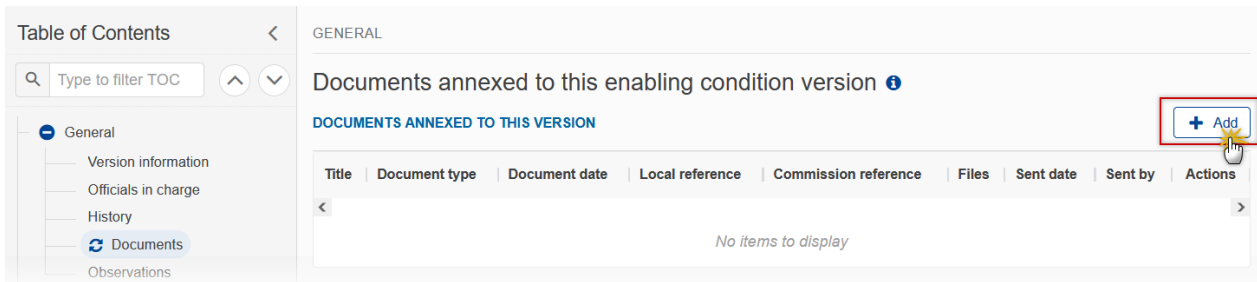 Table of Contents
Type to filter TOC
General
Version information
Officials in charge
History
Documents
Observations
GENERAL
Documents annexed to this enabling condition version
DOCUMENTS ANNEXED TO THIS VERSION
Add
Title Document type Document date Local reference Commission reference Files Sent date Sent by Actions
No items to display